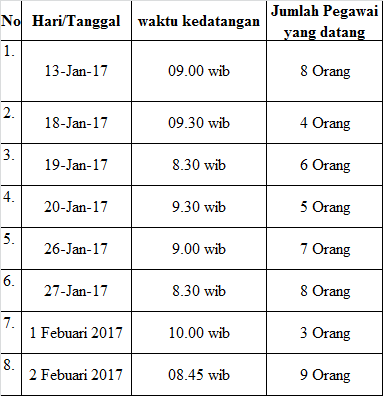 No Hari/Tanggal waktu kedatangan Jumlah Pegawai yang datang
1. 13-Jan-17 09.00 wib 8 Orang
2. 18-Jan-17 09.30 wib 4 Orang
3. 19-Jan-17 8.30 wib 6 Orang
4. 20-Jan-17 9.30 wib 5 Orang
5. 26-Jan-17 9.00 wib 7 Orang
6. 27-Jan-17 8.30 wib 8 Orang
7. 1 Febuari 2017 10.00 wib 3 Orang
8. 2 Febuari 2017 08.45 wib 9 Orang